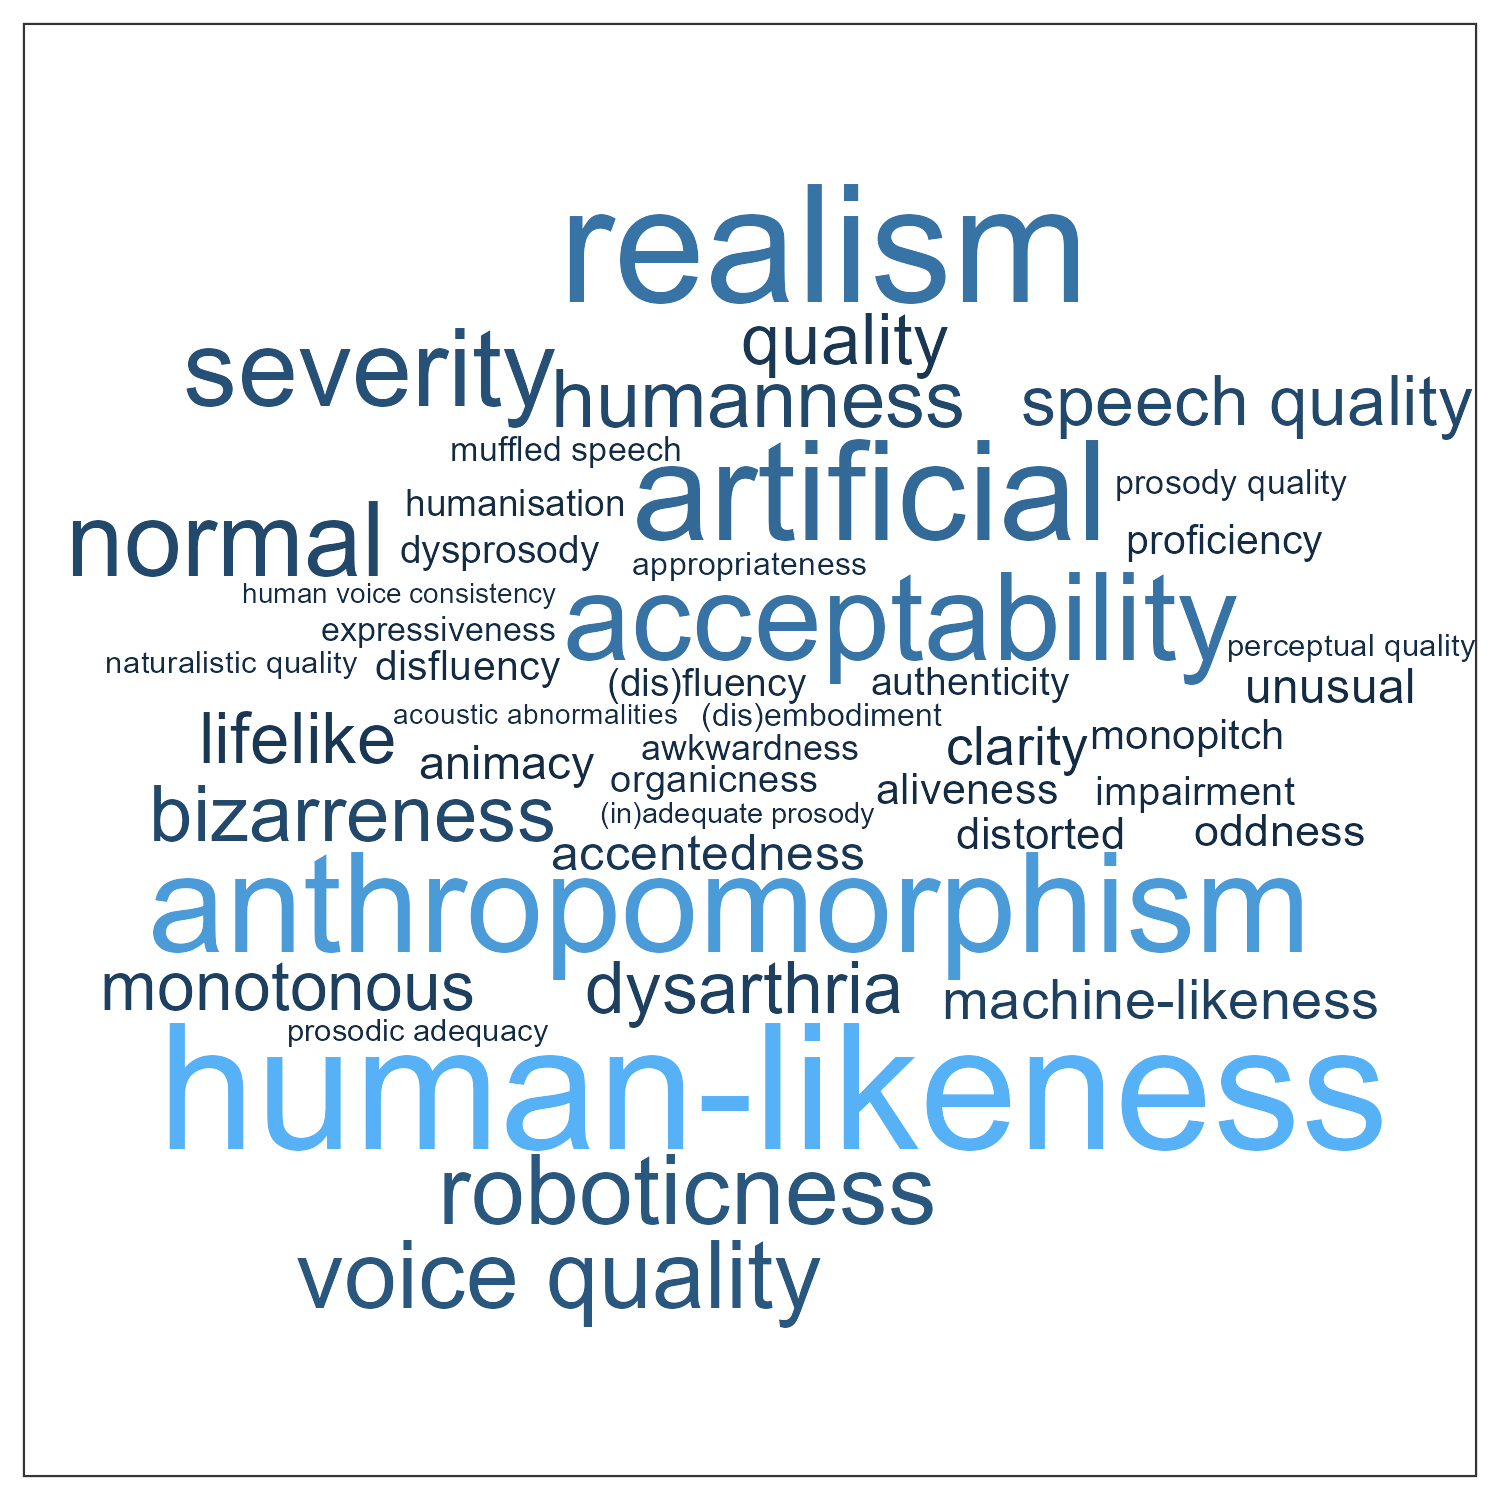 realism
quality
severity
humanness
speech quality
muffled speech
artificial
prosody quality
humanisation
normal
dysprosody
proficiency
appropriateness
human voice consistency
acceptability
expressiveness
perceptual quality
naturalistic quality
disfluency
(dis)fluency
authenticity
unusual
acoustic abnormalities
(dis)embodiment
lifelike
awkwardness
clarity
monopitch
animacy
organicness
aliveness
impairment
bizarreness
(in)adequate prosody
distorted
oddness
accentedness
anthropomorphism
monotonous
dysarthria
machine-likeness
prosodic adequacy
human-likeness
roboticness
voice quality